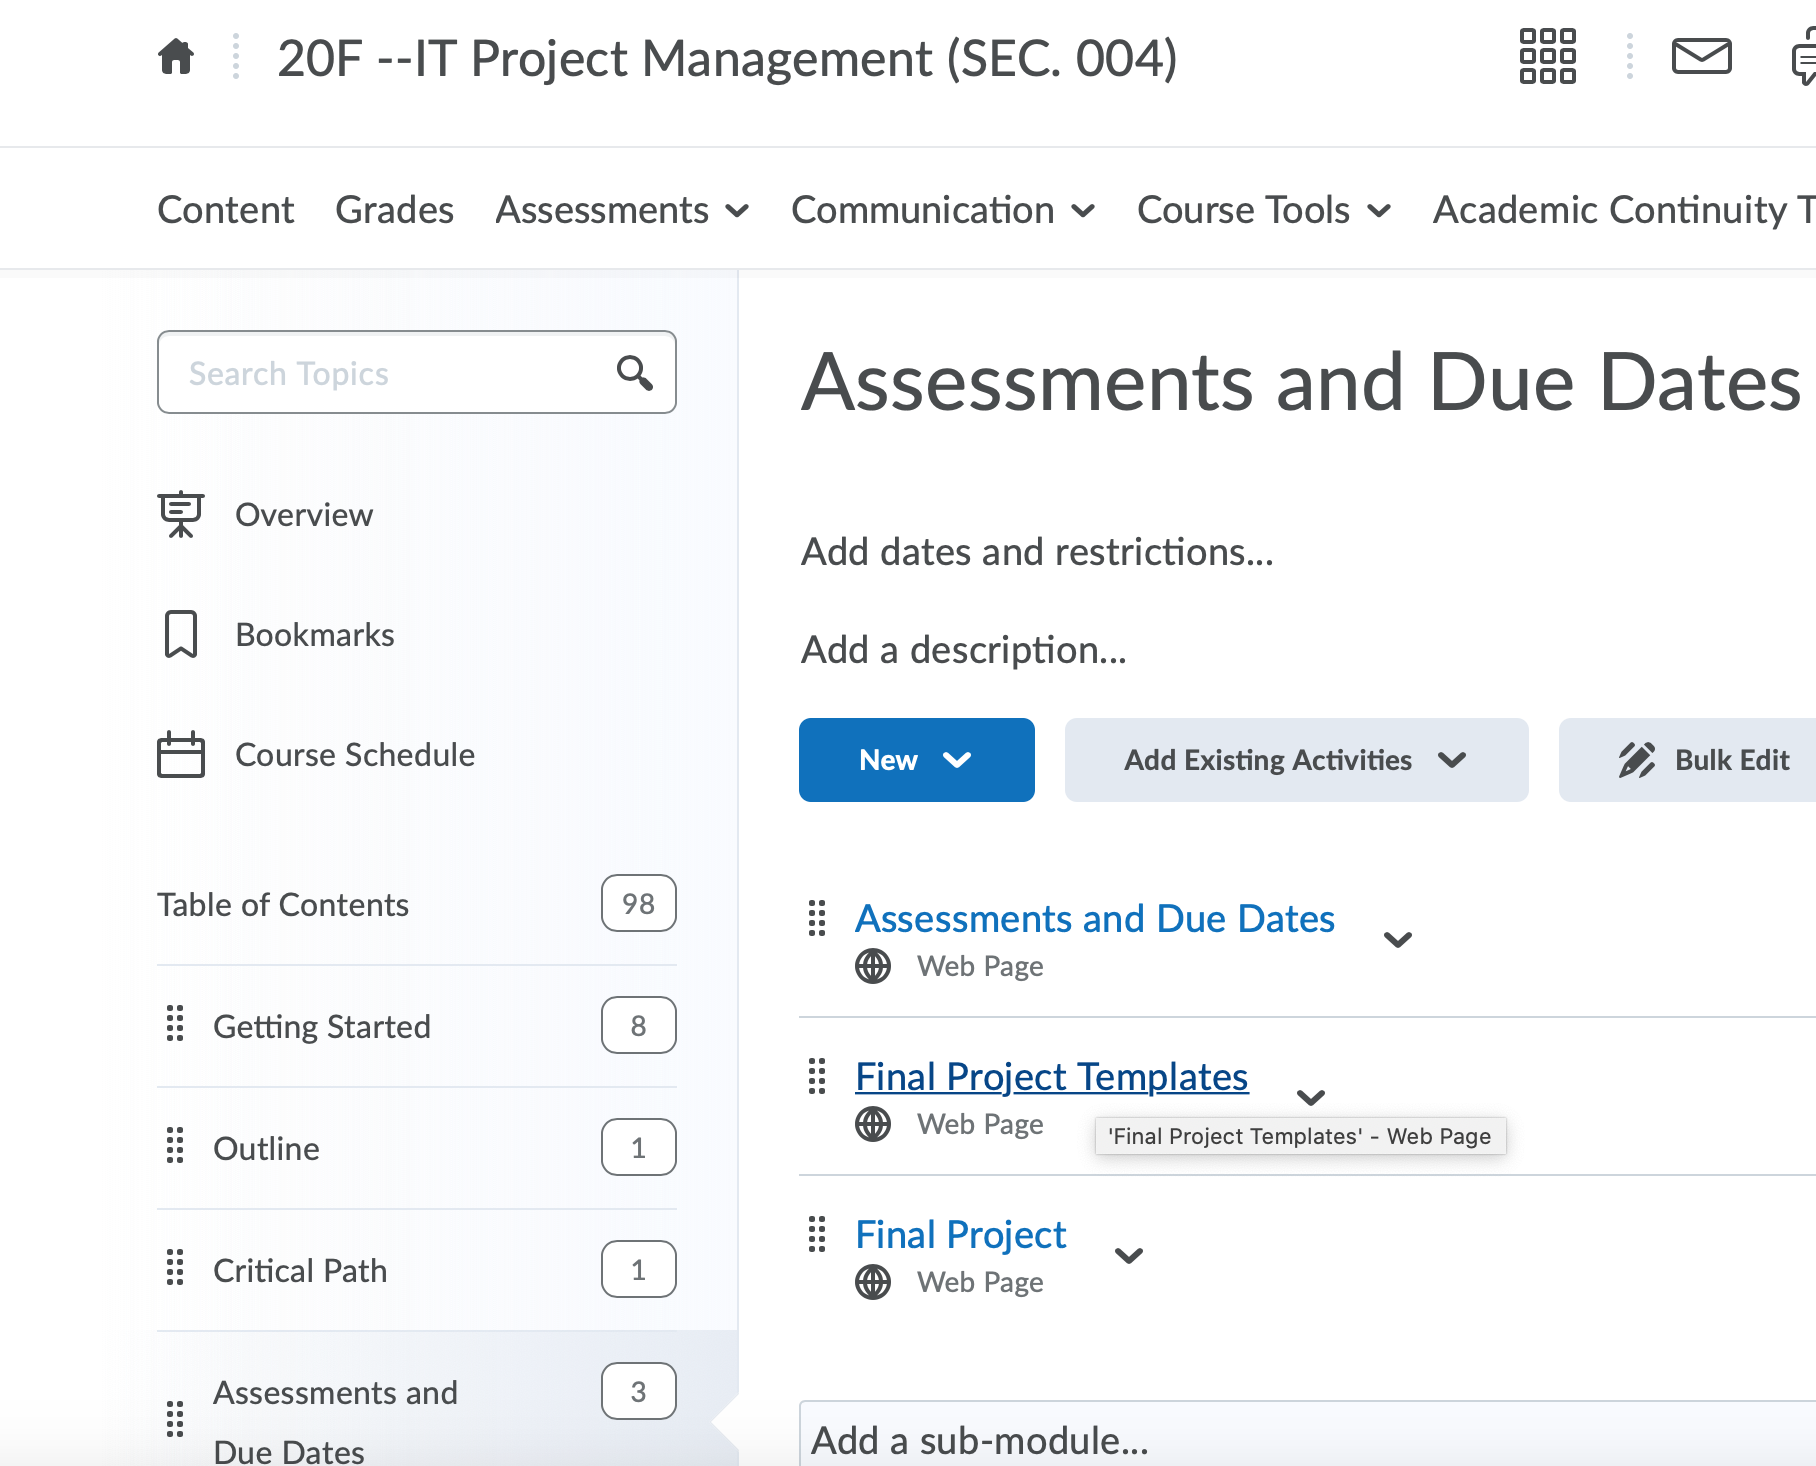 20F --IT Project Management (SEC. 004)
Content Grades Assessments Communication Course Tools Academic Continuity T
Search Topics
Overview
Bookmarks
Course Schedule
Table of Contents 98
Getting Started 8
Outline 1
Critical Path 1
Assessments and 3
Due Dates
Assessments and Due Dates
Add dates and restrictions...
Add a description...
New Add Existing Activities Bulk Edit
Assessments and Due Dates
Web Page
Final Project Templates
Web Page
'Final Project Templates' - Web Page
Final Project
Web Page
Add a sub-module...